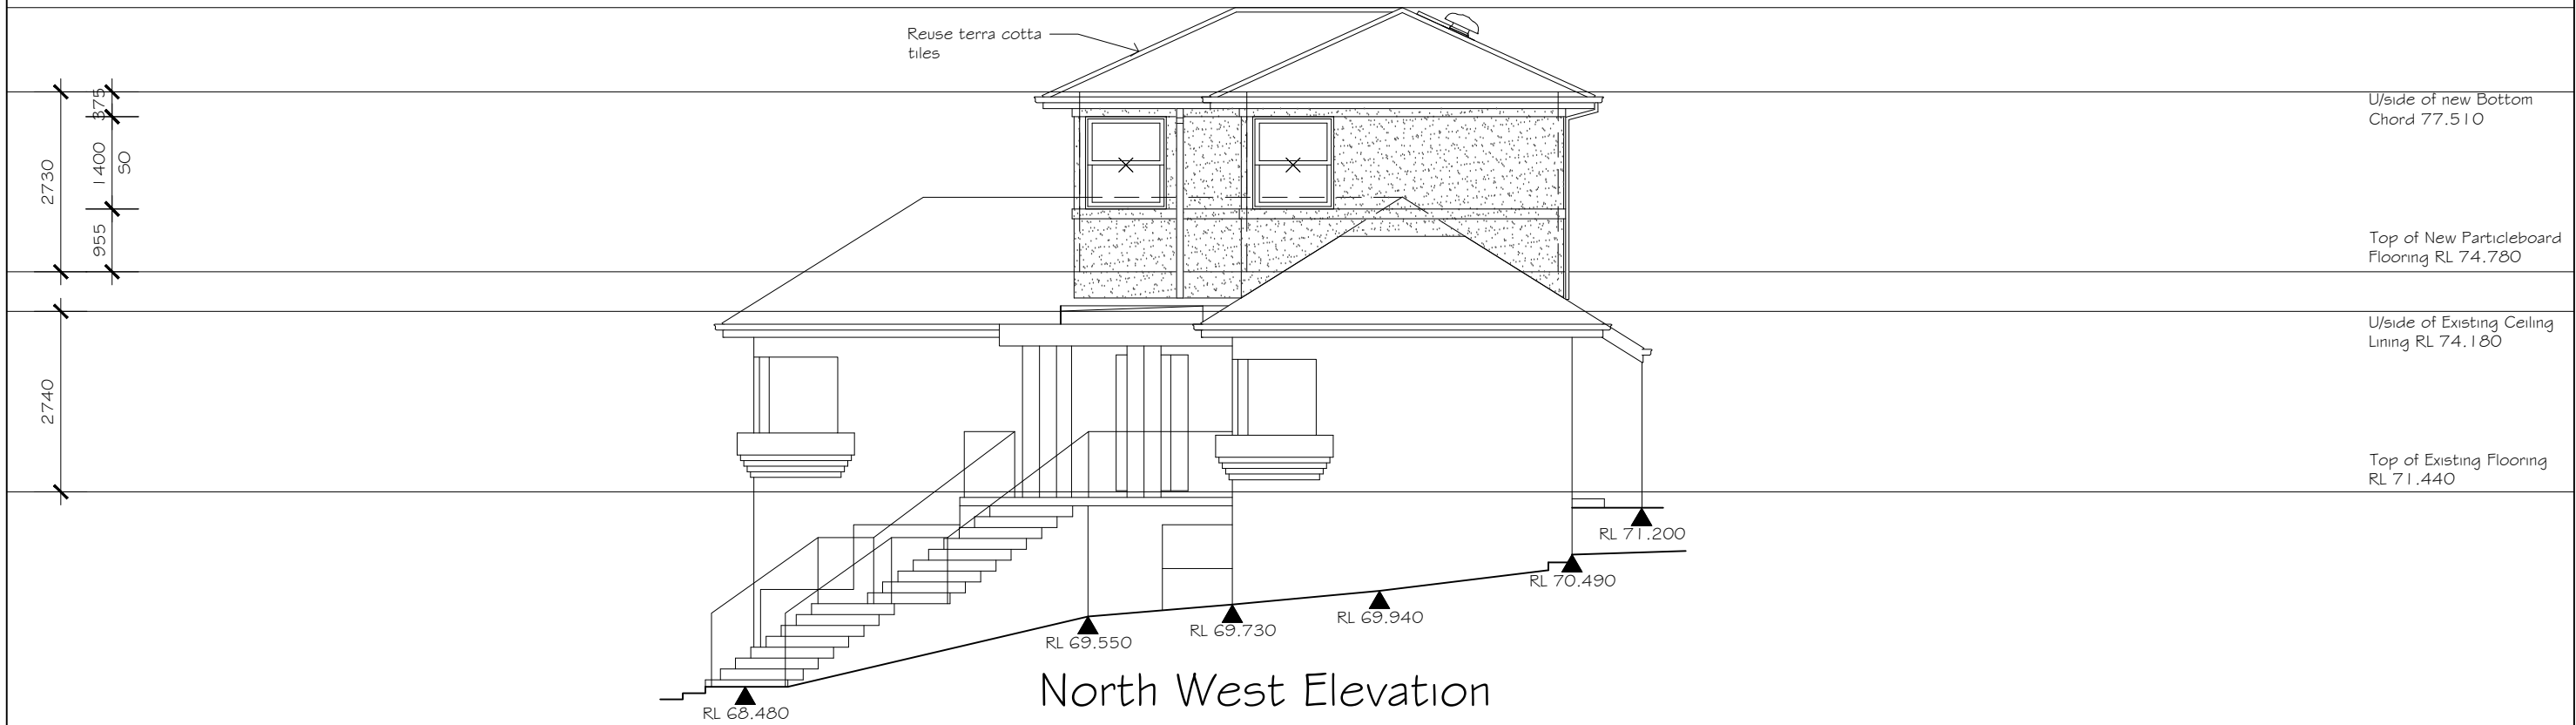 Reuse terra cotta
tiles
375
1400
50
955
2730
2740
U/side of new Bottom
Chord 77.510
Top of New Particleboard
Flooring RL 74.780
U/side of Existing Ceiling
Lining RL 74.180
Top of Existing Flooring
RL 71.440
RL 71.200
RL 70.490
RL 69.940
RL 69.730
RL 69.550
RL 68.480
North West Elevation